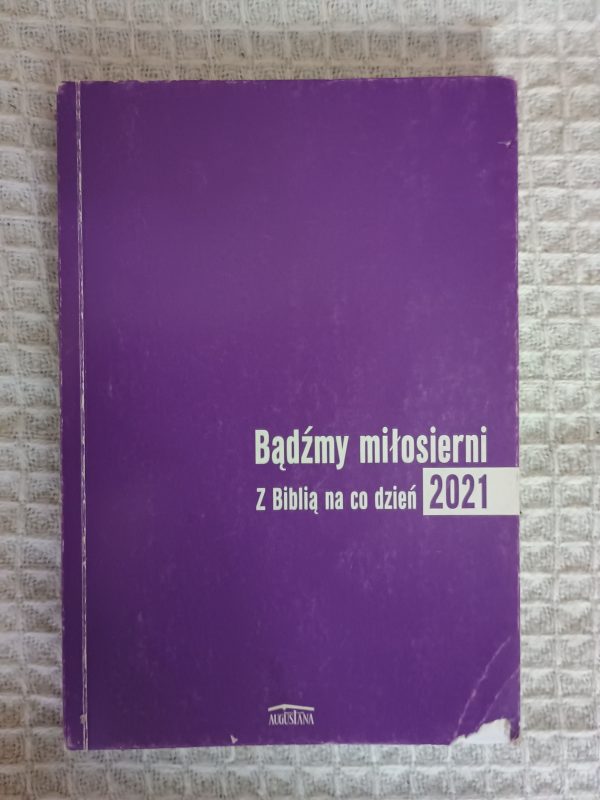 Bądźmy miłosierni
Z Biblią na co dzień 2021
AUGUSTANA